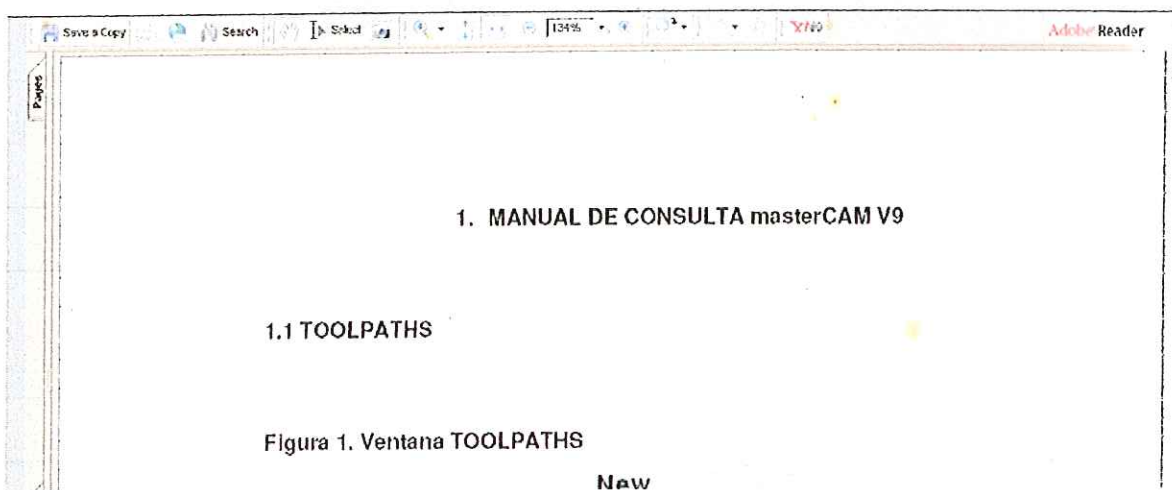 Save a Copy Search Select 134% Adobe Reader
Pages
1. MANUAL DE CONSULTA masterCAM V9
1.1 TOOLPATHS
Figura 1. Ventana TOOLPATHS
New